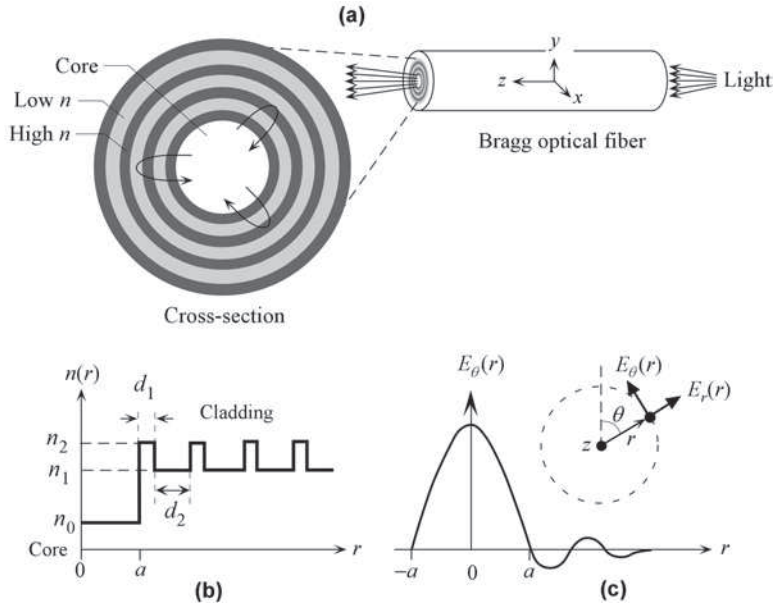 (a)
Core
Low n
High n
y
z
x
Light
Bragg optical fiber
Cross-section
n(r)
d1
Cladding
n2
n1
d2
n0
Core
0
a
r
(b)
Eθ(r)
Eθ(r)
Er(r)
θ
r
z
−a
0
a
r
(c)